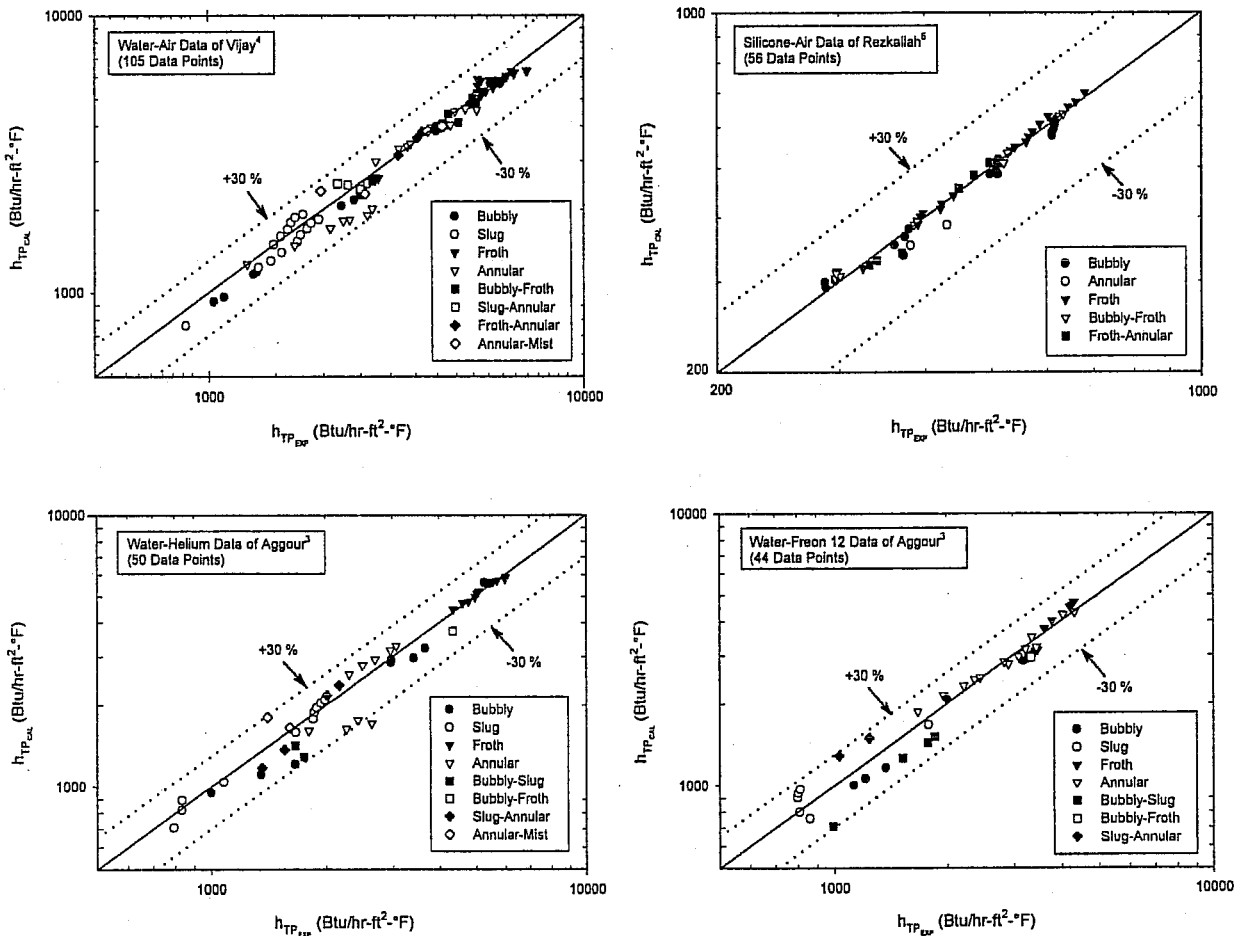 10000
Water-Air Data of Vijay⁴
(105 Data Points)
+30 %
-30 %
h_TP_CAL (Btu/hr-ft²-°F)
1000
Bubbly
Slug
Froth
Annular
Bubbly-Froth
Slug-Annular
Froth-Annular
Annular-Mist
1000
10000
h_TP_EXP (Btu/hr-ft²-°F)
1000
Silicone-Air Data of Rezkallah⁵
(56 Data Points)
+30 %
-30 %
h_TP_CAL (Btu/hr-ft²-°F)
Bubbly
Annular
Froth
Bubbly-Froth
Froth-Annular
200
200
1000
h_TP_EXP (Btu/hr-ft²-°F)
10000
Water-Helium Data of Aggour³
(50 Data Points)
+30 %
-30 %
h_TP_CAL (Btu/hr-ft²-°F)
1000
Bubbly
Slug
Froth
Annular
Bubbly-Slug
Bubbly-Froth
Slug-Annular
Annular-Mist
1000
10000
h_TP_EXP (Btu/hr-ft²-°F)
10000
Water-Freon 12 Data of Aggour³
(44 Data Points)
+30 %
-30 %
h_TP_CAL (Btu/hr-ft²-°F)
1000
Bubbly
Slug
Froth
Annular
Bubbly-Slug
Bubbly-Froth
Slug-Annular
1000
10000
h_TP_EXP (Btu/hr-ft²-°F)